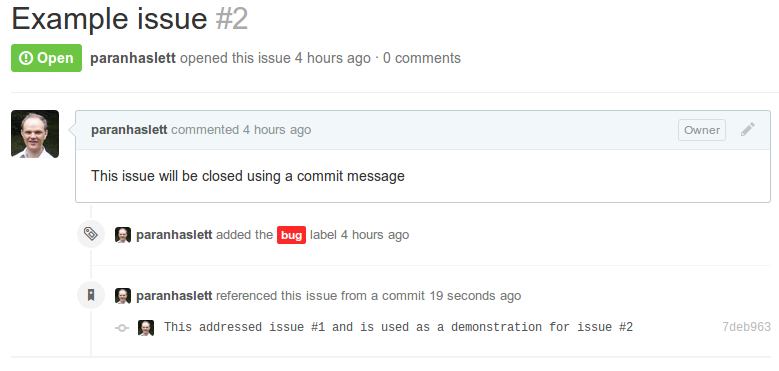 Example issue #2
Open paranhaslett opened this issue 4 hours ago · 0 comments
paranhaslett commented 4 hours ago Owner
This issue will be closed using a commit message
paranhaslett added the bug label 4 hours ago
paranhaslett referenced this issue from a commit 19 seconds ago
This addressed issue #1 and is used as a demonstration for issue #2 7deb963